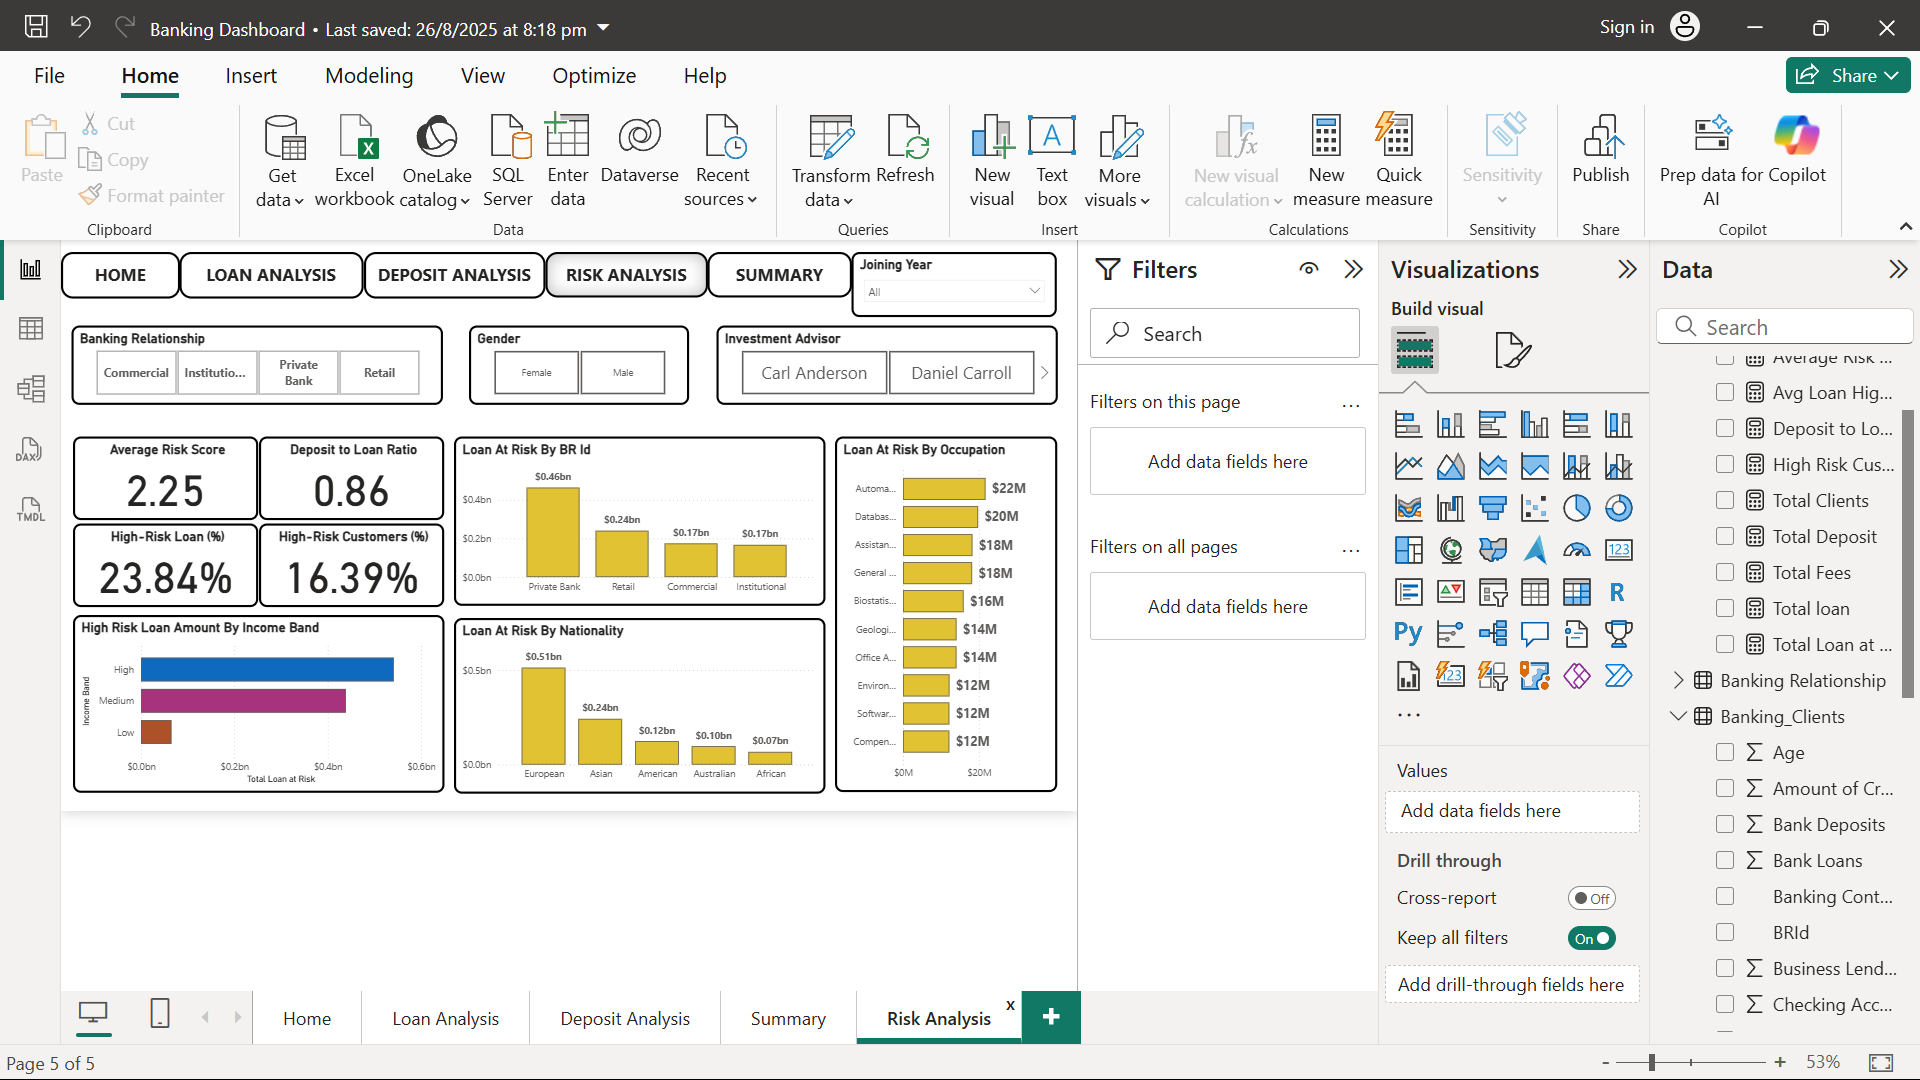 Banking Dashboard • Last saved: 26/8/2025 at 8:18 pm
Sign in
File
Home
Insert
Modeling
View
Optimize
Help
Share
Paste
Cut
Copy
Format painter
Clipboard
Get data
Excel workbook
OneLake catalog
SQL Server
Enter data
Dataverse
Recent sources
Data
Transform data
Refresh
Queries
New visual
Text box
More visuals
Insert
New visual calculation
New measure
Quick measure
Calculations
Sensitivity
Sensitivity
Publish
Share
Prep data for AI
Copilot
Copilot
HOME
LOAN ANALYSIS
DEPOSIT ANALYSIS
RISK ANALYSIS
SUMMARY
Joining Year
All
Banking Relationship
Commercial
Institutio...
Private Bank
Retail
Gender
Female
Male
Investment Advisor
Carl Anderson
Daniel Carroll
Average Risk Score
2.25
Deposit to Loan Ratio
0.86
High-Risk Loan (%)
23.84%
High-Risk Customers (%)
16.39%
High Risk Loan Amount By Income Band
Income Band
High
Medium
Low
$0.0bn
$0.2bn
$0.4bn
$0.6bn
Total Loan at Risk
Loan At Risk By BR Id
$0.4bn
$0.2bn
$0.0bn
$0.46bn
$0.24bn
$0.17bn
$0.17bn
Private Bank
Retail
Commercial
Institutional
Loan At Risk By Nationality
$0.5bn
$0.0bn
$0.51bn
$0.24bn
$0.12bn
$0.10bn
$0.07bn
European
Asian
American
Australian
African
Loan At Risk By Occupation
Automa... $22M
Databas... $20M
Assistan... $18M
General ... $18M
Biostatis... $16M
Geologi... $14M
Office A... $14M
Environ... $12M
Softwar... $12M
Compen... $12M
$0M
$20M
Filters
Search
Filters on this page
...
Add data fields here
Filters on all pages
...
Add data fields here
Visualizations
Build visual
123
R
Py
123
...
Values
Add data fields here
Drill through
Cross-report
Off
Keep all filters
On
Add drill-through fields here
Data
Search
Average Risk ...
Avg Loan Hig...
Deposit to Lo...
High Risk Cus...
Total Clients
Total Deposit
Total Fees
Total loan
Total Loan at ...
Banking Relationship
Banking_Clients
Σ Age
Σ Amount of Cr...
Σ Bank Deposits
Σ Bank Loans
Banking Cont...
BRId
Σ Business Lend...
Σ Checking Acc...
DAX
TMDL
Home
Loan Analysis
Deposit Analysis
Summary
Risk Analysis
x
+
Page 5 of 5
-
+
53%